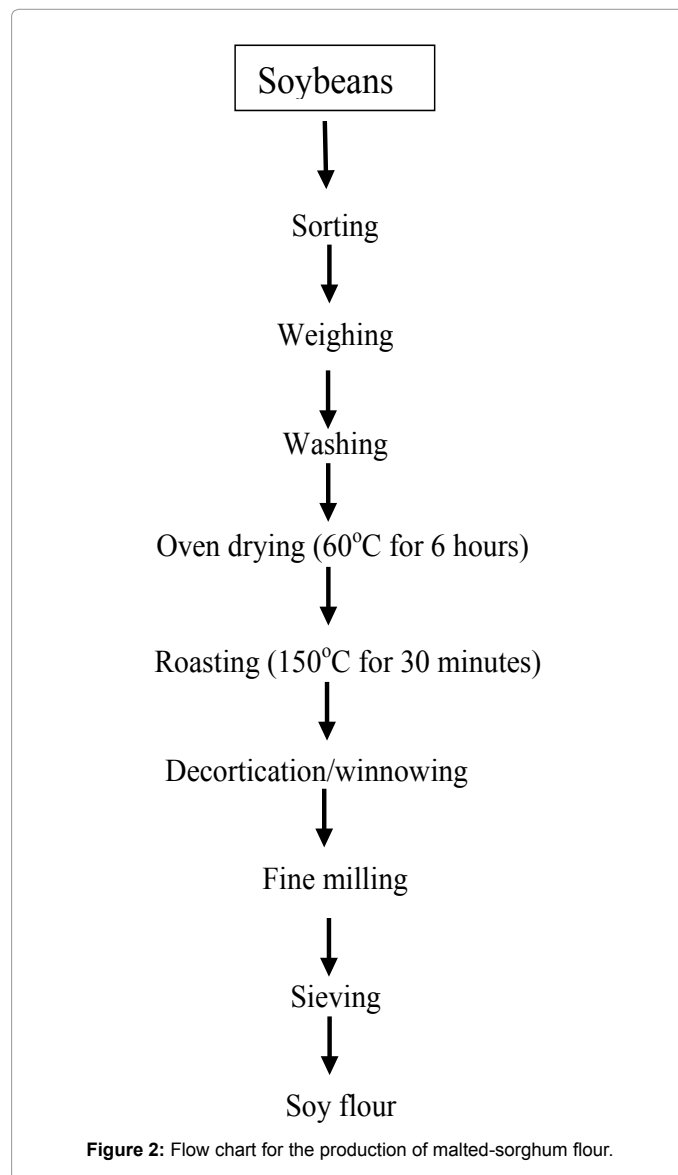 Soybeans
Sorting
Weighing
Washing
Oven drying (60°C for 6 hours)
Roasting (150°C for 30 minutes)
Decortication/winnowing
Fine milling
Sieving
Soy flour
Figure 2: Flow chart for the production of malted-sorghum flour.